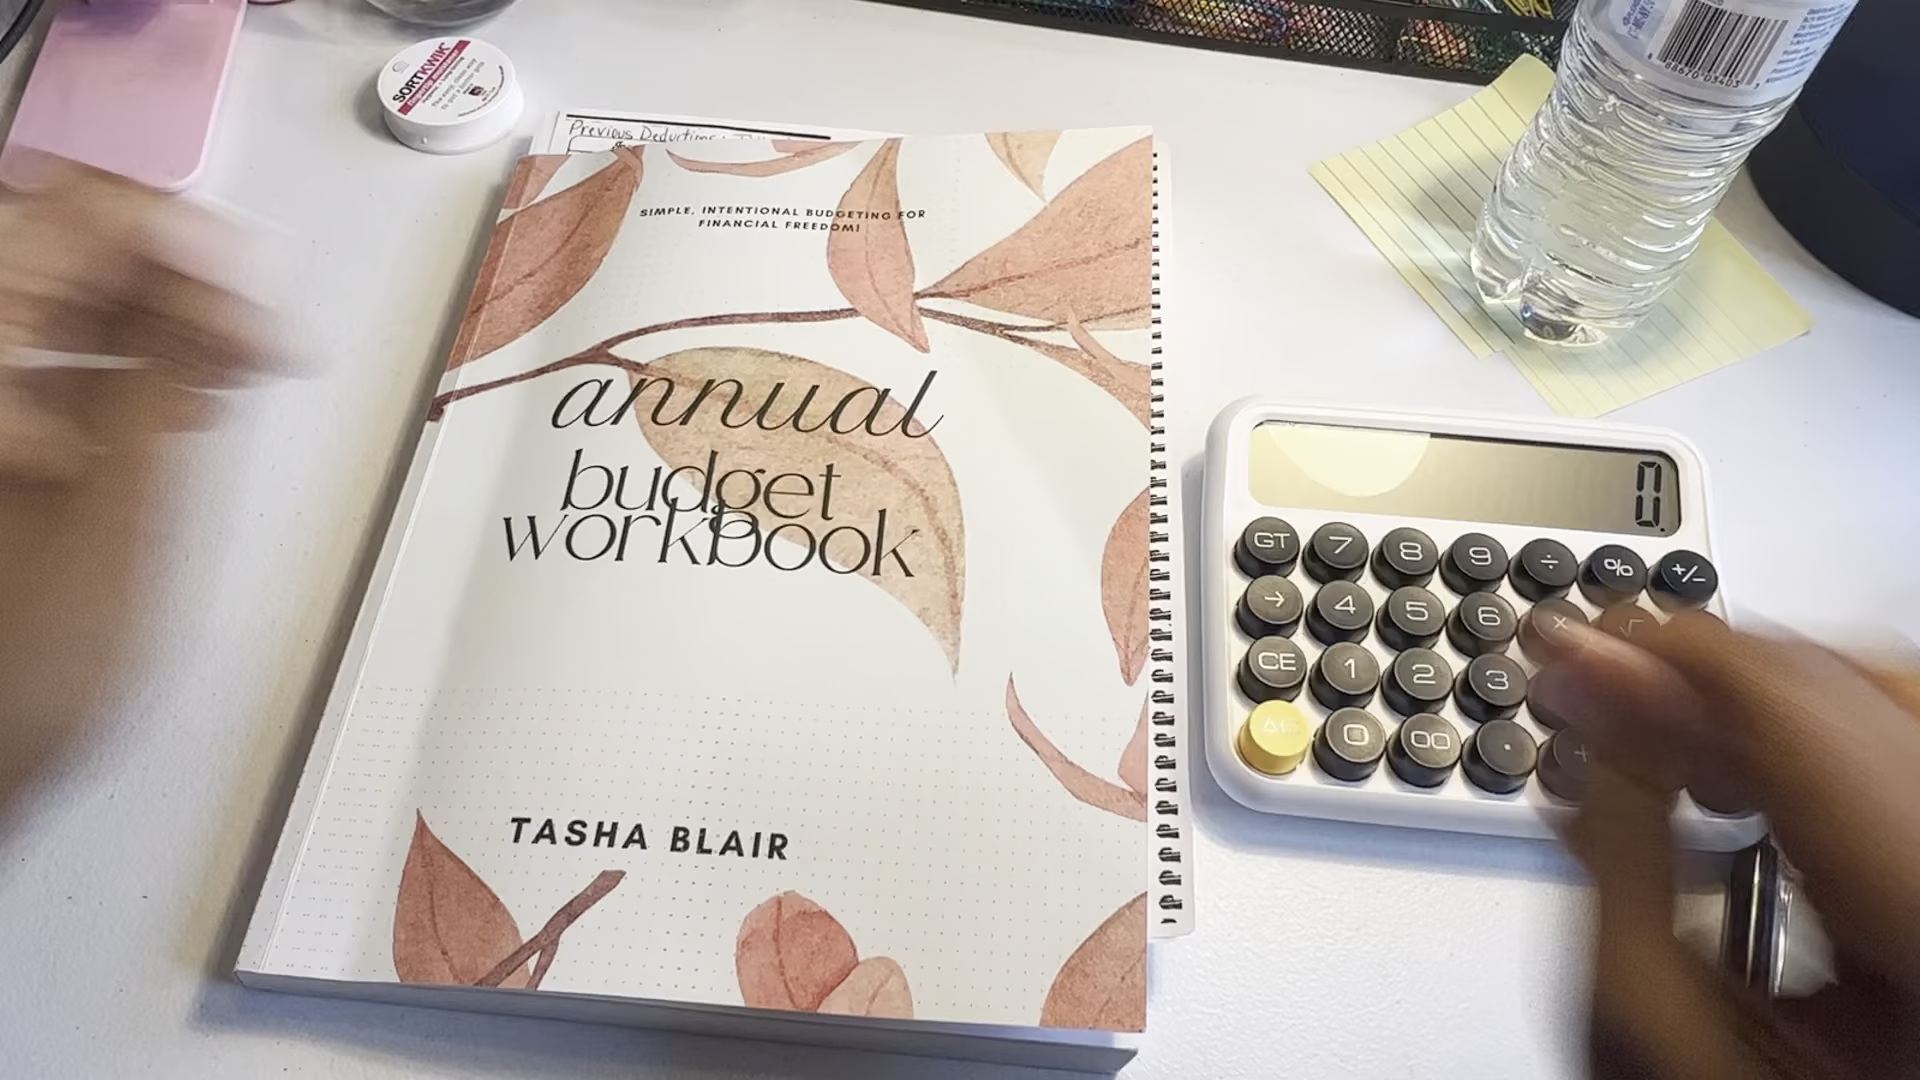 SORTKWIK
Previous Deductions
SIMPLE, INTENTIONAL BUDGETING FOR
FINANCIAL FREEDOM!
annual
budget
workbook
TASHA BLAIR
0.
GT 7 8 9 ÷ % +/-
→ 4 5 6 × √
CE 1 2 3
0 00 . +